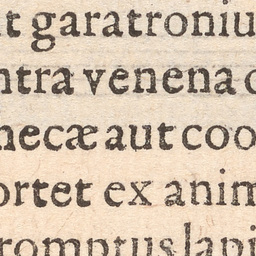 t garatroniu
ntra venena c
necæ aut coo
ortet ex anim
romptus lapi